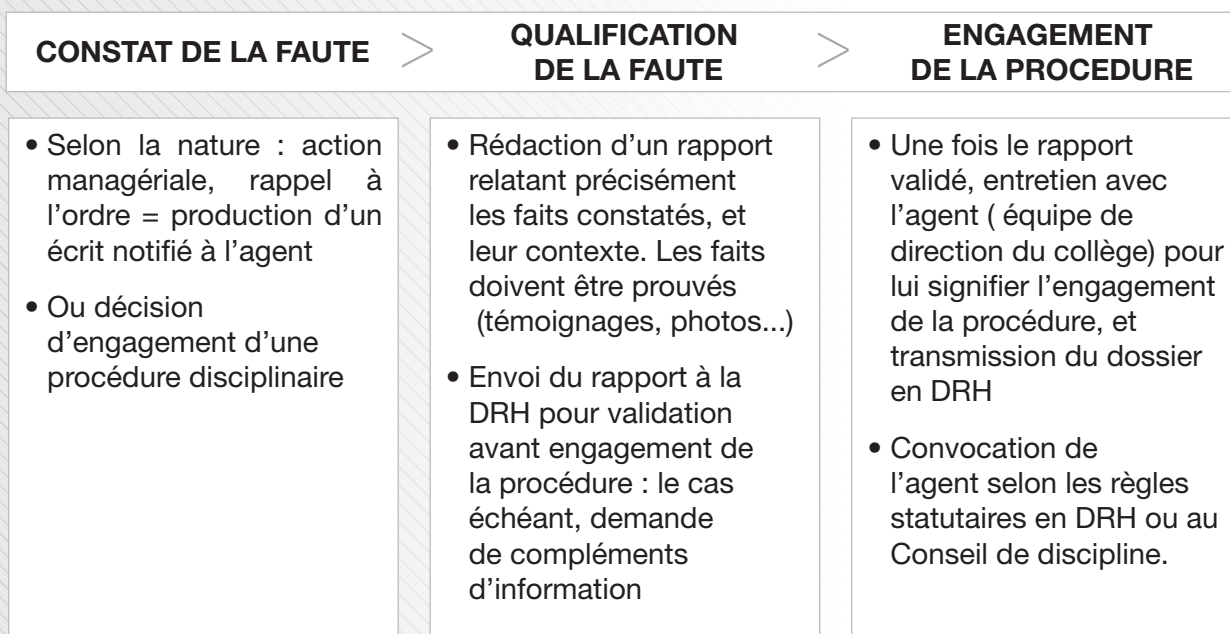 CONSTAT DE LA FAUTE
>
QUALIFICATION
DE LA FAUTE
>
ENGAGEMENT
DE LA PROCEDURE
• Selon la nature : action
managériale, rappel à
l’ordre = production d’un
écrit notifié à l’agent
• Ou décision
d’engagement d’une
procédure disciplinaire
• Rédaction d’un rapport
relatant précisément
les faits constatés, et
leur contexte. Les faits
doivent être prouvés
(témoignages, photos...)
• Envoi du rapport à la
DRH pour validation
avant engagement de
la procédure : le cas
échéant, demande
de compléments
d’information
• Une fois le rapport
validé, entretien avec
l’agent ( équipe de
direction du collège) pour
lui signifier l’engagement
de la procédure, et
transmission du dossier
en DRH
• Convocation de
l’agent selon les règles
statutaires en DRH ou au
Conseil de discipline.